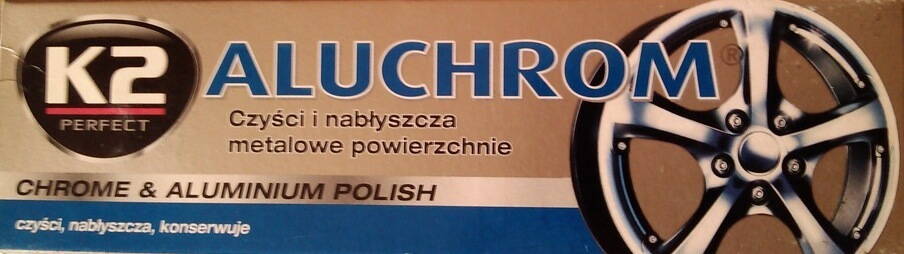 K2
PERFECT
ALUCHROM®
Czyści i nabłyszcza
metalowe powierzchnie
CHROME & ALUMINIUM POLISH
czyści, nabłyszcza, konserwuje